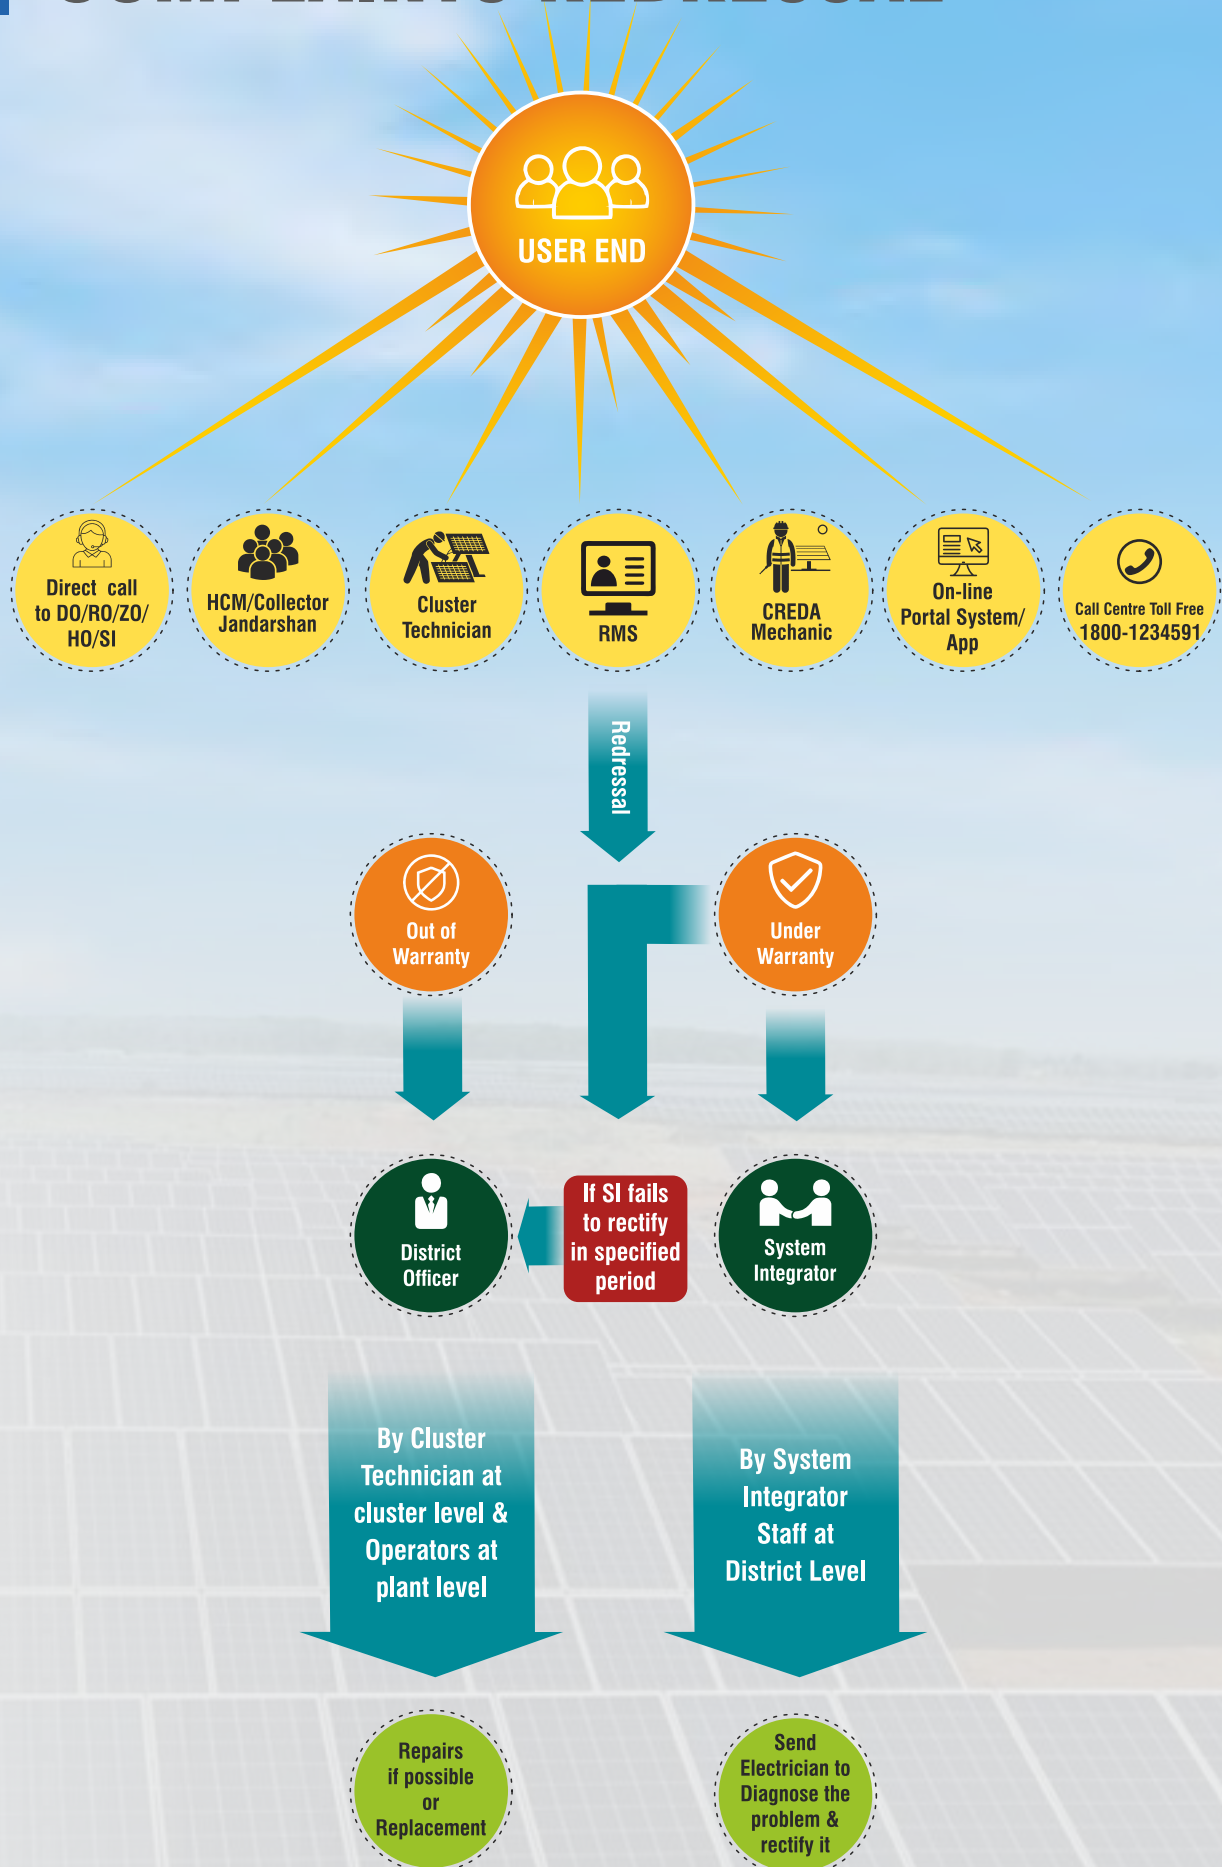 USER END
Direct call
to DO/RO/ZO/
HO/SI
HCM/Collector
Jandarshan
Cluster
Technician
RMS
CREDA
Mechanic
On-line
Portal System/
App
Call Centre Toll Free
1800-1234591
Redressal
Out of
Warranty
Under
Warranty
District
Officer
If SI fails
to rectify
in specified
period
System
Integrator
By Cluster
Technician at
cluster level &
Operators at
plant level
By System
Integrator
Staff at
District Level
Repairs
if possible
or
Replacement
Send
Electrician to
Diagnose the
problem &
rectify it